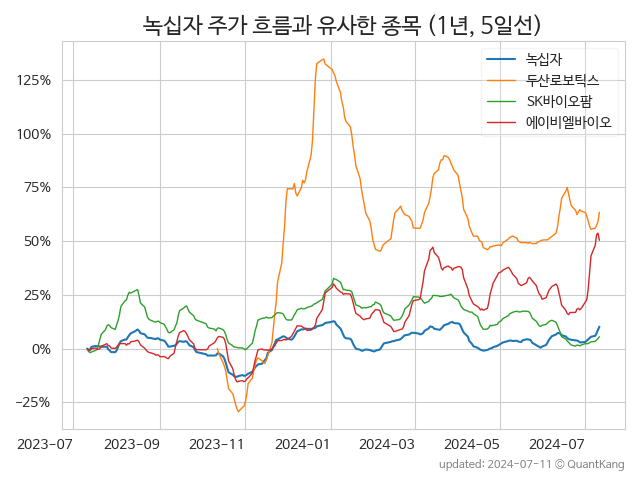 녹십자 주가 흐름과 유사한 종목 (1년, 5일선)
녹십자
두산로보틱스
SK바이오팜
에이비엘바이오
125%
100%
75%
50%
25%
0%
−25%
2023-07 2023-09 2023-11 2024-01 2024-03 2024-05 2024-07
updated: 2024-07-11 © QuantKang